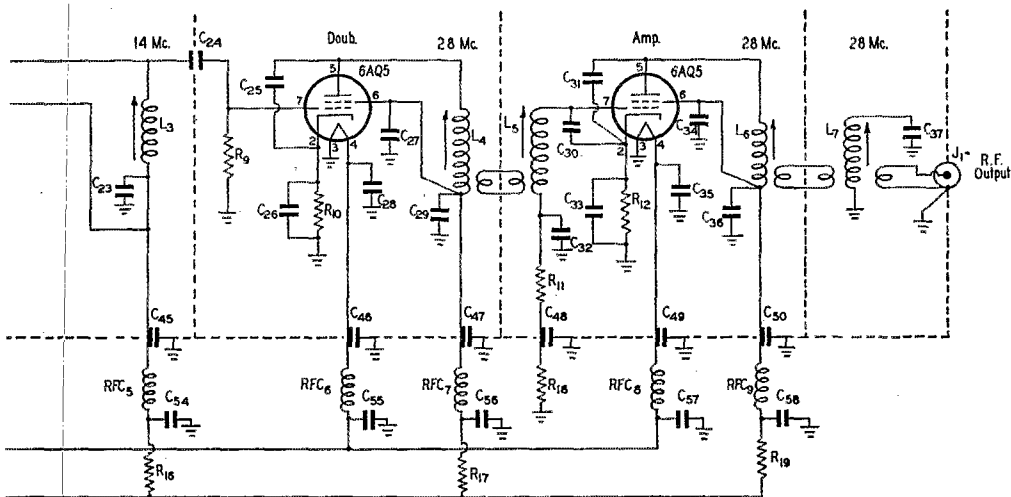 14 Mc.
C24
Doub.
28 Mc.
Amp.
28 Mc.
28 Mc.
5
6AQ5
5
6AQ5
C25
C31
7
6
7
6
L3
R9
2
3
4
C27
L4
L5
C30
2
3
4
C34
L6
L7
C37
J1
R.F.
Output
C23
C26
R10
C28
C29
C33
R12
C32
C35
C36
R11
C45
C46
C47
C48
C49
C50
RFC5
RFC6
RFC7
R18
RFC8
RFC9
C54
C55
C56
C57
C58
R16
R17
R19